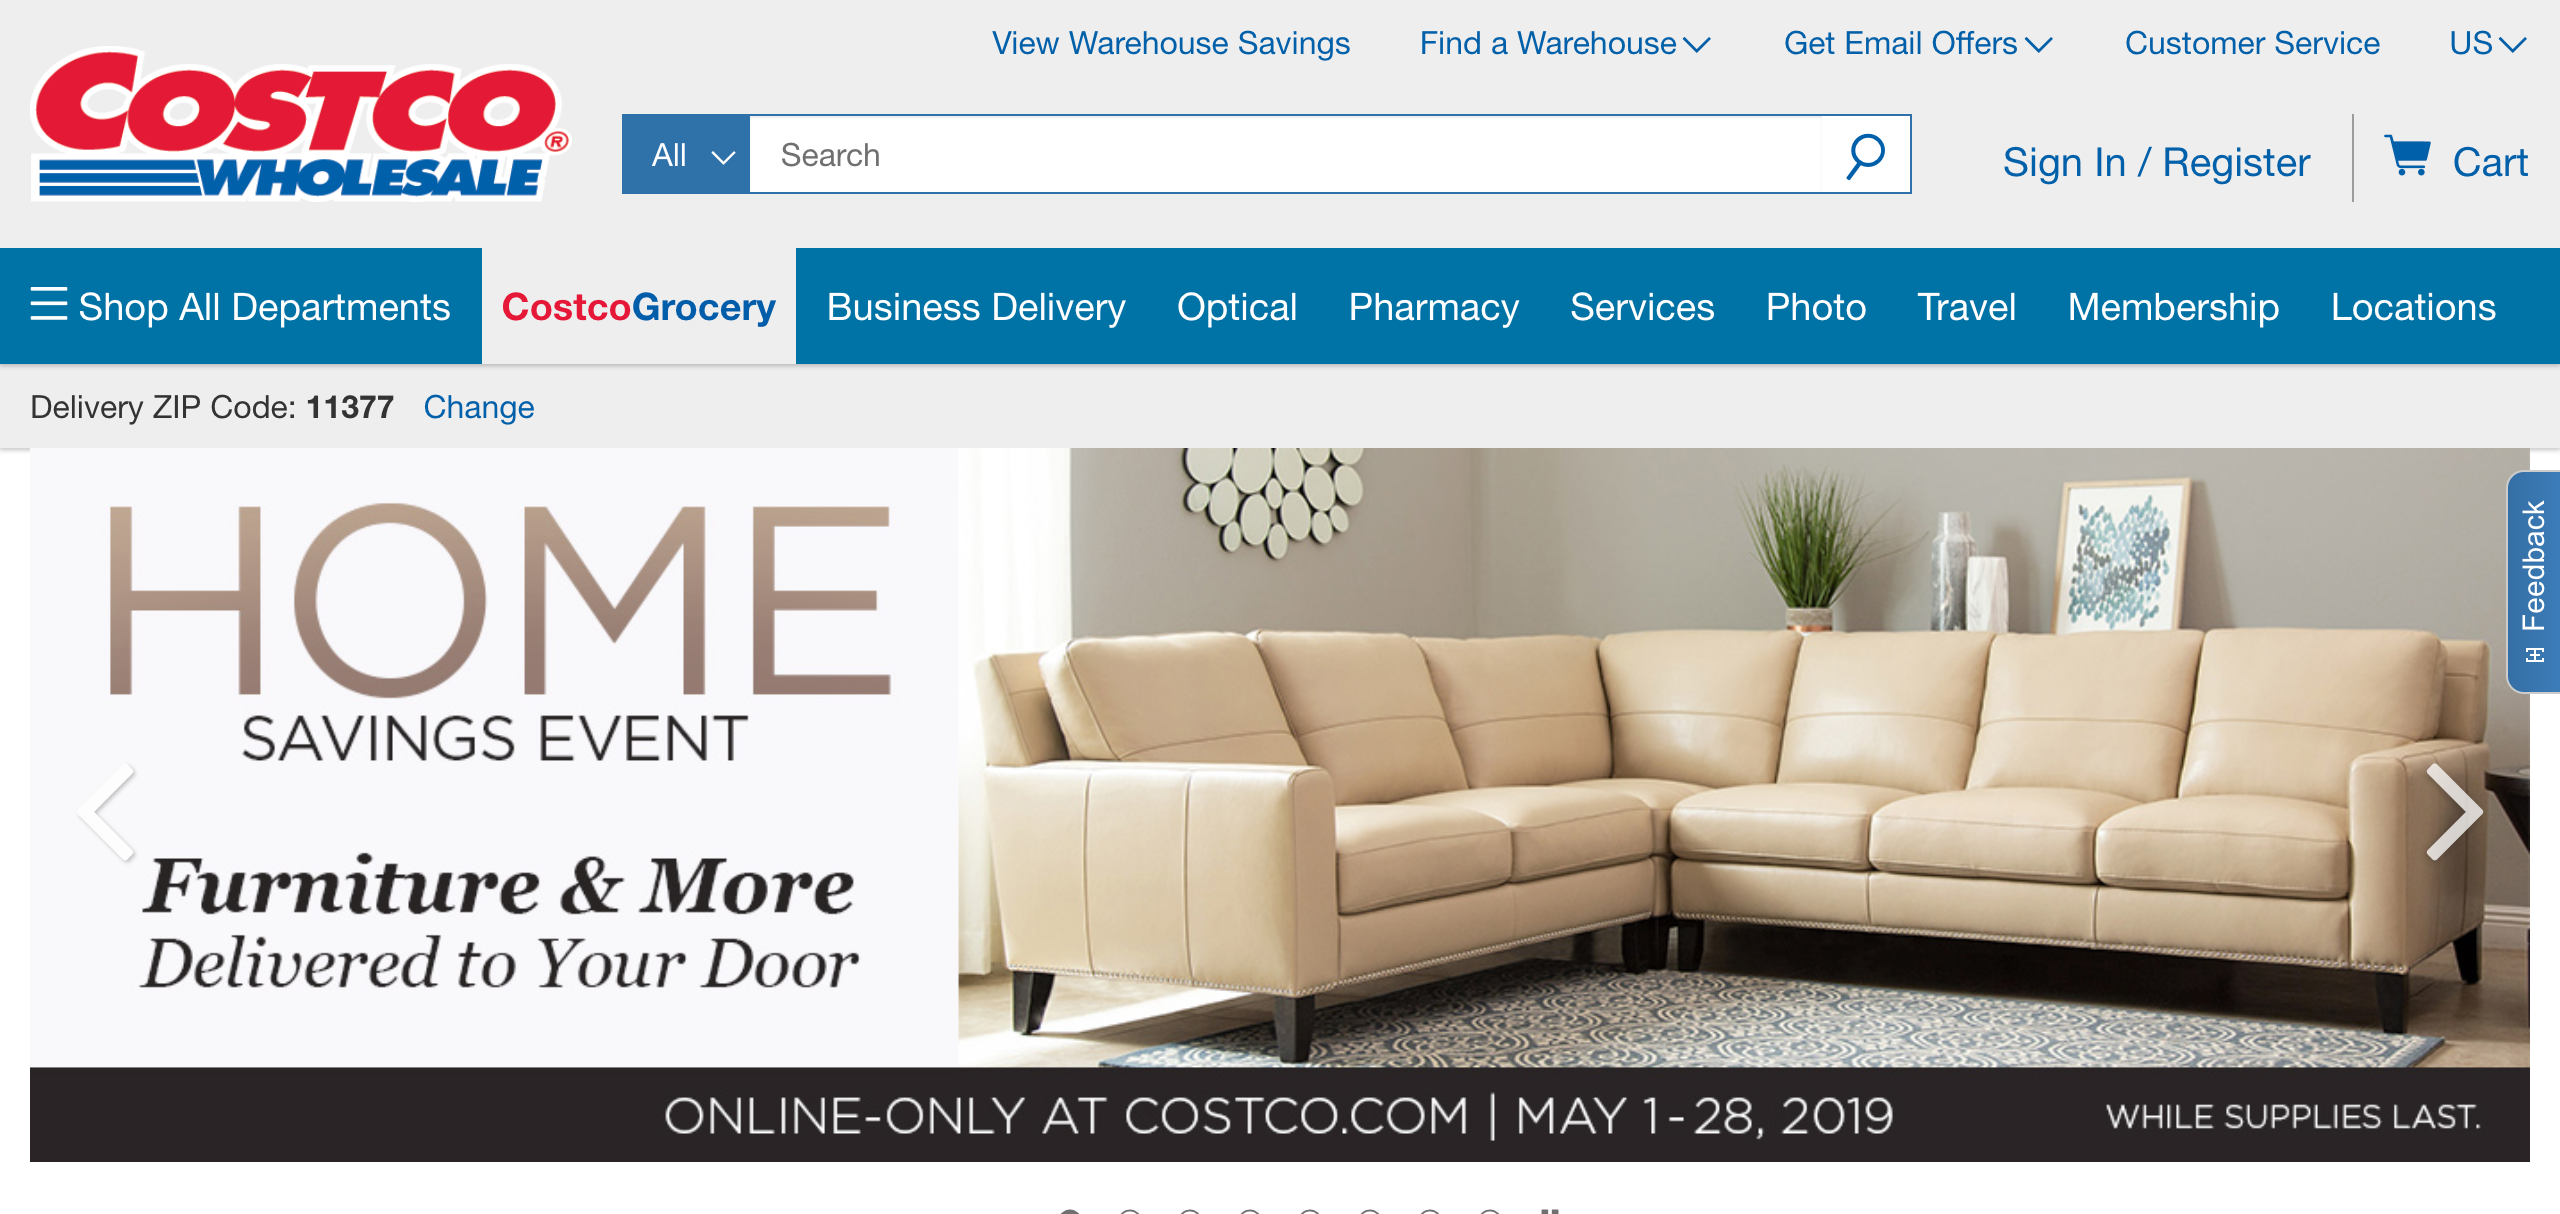 View Warehouse Savings Find a Warehouse Get Email Offers Customer Service US
COSTCO®
WHOLESALE
All Search
Sign In / Register Cart
Shop All Departments CostcoGrocery Business Delivery Optical Pharmacy Services Photo Travel Membership Locations
Delivery ZIP Code: 11377 Change
HOME
SAVINGS EVENT
Furniture & More
Delivered to Your Door
Feedback
ONLINE-ONLY AT COSTCO.COM | MAY 1-28, 2019 WHILE SUPPLIES LAST.